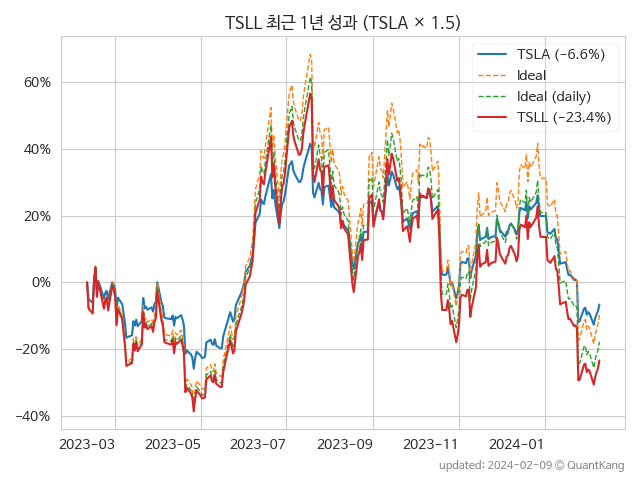 TSLL 최근 1년 성과 (TSLA × 1.5)
TSLA (−6.6%)
Ideal
Ideal (daily)
TSLL (−23.4%)
60%
40%
20%
0%
−20%
−40%
2023-03 2023-05 2023-07 2023-09 2023-11 2024-01
updated: 2024-02-09 © QuantKang